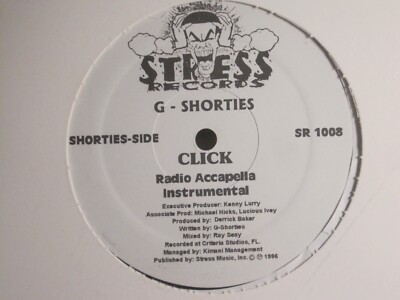 STRESS
RECORDS
G - SHORTIES
SHORTIES-SIDE
SR 1008
CLICK
Radio Accapella
Instrumental
Executive Producer: Kenny Lurry
Associate Prod: Michael Hicks, Lucious Ivey
Produced by: Derrick Baker
Written by: G-Shorties
Mixed by: Ray Seay
Recorded at Criteria Studios, FL.
Managed by: Kimani Management
Published by: Stress Music, Inc. © ℗ 1996